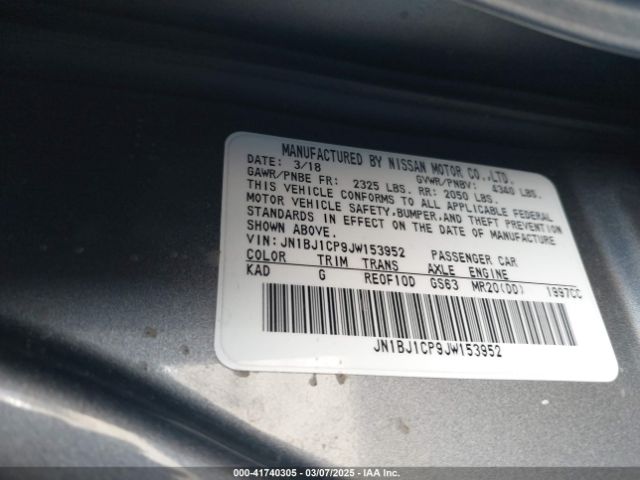 MANUFACTURED BY NISSAN MOTOR CO.,LTD.
DATE: 3/18 GVWR/PNBV: 4340 LBS.
GAWR/PNBE FR: 2325 LBS. RR: 2050 LBS.
THIS VEHICLE CONFORMS TO ALL APPLICABLE FEDERAL
MOTOR VEHICLE SAFETY,BUMPER,AND THEFT PREVENTION
STANDARDS IN EFFECT ON THE DATE OF MANUFACTURE
SHOWN ABOVE.
VIN: JN1BJ1CP9JW153952 PASSENGER CAR
COLOR TRIM TRANS AXLE ENGINE
KAD G RE0F10D GS63 MR20(DD) 1997CC
JN1BJ1CP9JW153952
000-41740305 - 03/07/2025 - IAA Inc.